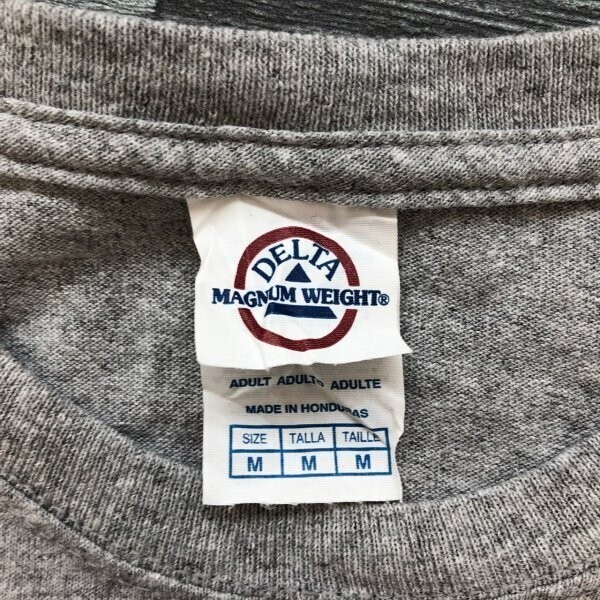 DELTA
MAGNUM WEIGHT®
ADULT ADULTO ADULTE
MADE IN HONDURAS
SIZE TALLA TAILLE
M M M